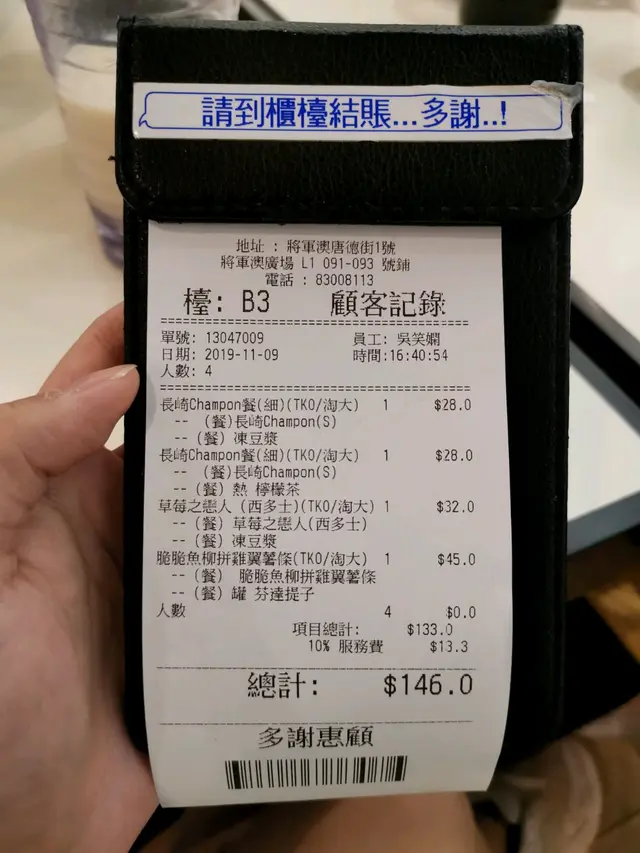 請到櫃檯結賬...多謝..!
地址 : 將軍澳唐德街1號
將軍澳廣場 L1 091-093 號舖
電話 : 83008113
檯: B3 顧客記錄
單號: 13047009 員工: 吳笑嫻
日期: 2019-11-09 時間:16:40:54
人數: 4
長崎Champon餐(細)(TKO/淘大) 1 $28.0
-- (餐)長崎Champon(S)
-- (餐) 凍豆漿
長崎Champon餐(細)(TKO/淘大) 1 $28.0
-- (餐)長崎Champon(S)
-- (餐) 熱 檸檬茶
草莓之戀人 (西多士)(TKO/淘大) 1 $32.0
-- (餐) 草莓之戀人(西多士)
-- (餐) 凍豆漿
脆脆魚柳拼雞翼薯條(TKO/淘大) 1 $45.0
-- (餐) 脆脆魚柳拼雞翼薯條
-- (餐) 罐 芬達提子
人數 4 $0.0
項目總計: $133.0
10% 服務費 $13.3
總計: $146.0
多謝惠顧